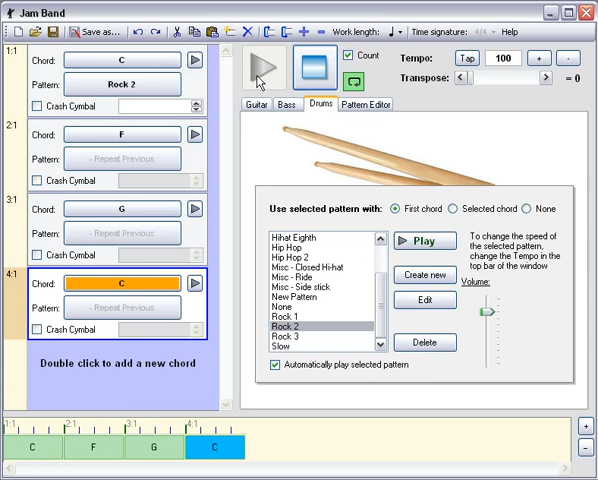 Jam Band
Save as...
Work length:
Time signature: 4/4
Help
1:1
Chord: C
Pattern: Rock 2
Crash Cymbal
2:1
Chord: F
Pattern: - Repeat Previous
Crash Cymbal
3:1
Chord: G
Pattern: - Repeat Previous
Crash Cymbal
4:1
Chord: C
Pattern: - Repeat Previous
Crash Cymbal
Double click to add a new chord
Count
Tempo: Tap 100 + -
Transpose: = 0
Guitar Bass Drums Pattern Editor
Use selected pattern with: First chord Selected chord None
Hihat Eighth
Hip Hop
Hip Hop 2
Misc - Closed Hi-hat
Misc - Ride
Misc - Side stick
New Pattern
None
Rock 1
Rock 2
Rock 3
Slow
Play
Create new
Edit
Delete
To change the speed of
the selected pattern,
change the Tempo in the
top bar of the window
Volume:
Automatically play selected pattern
1:1 2:1 3:1 4:1
C F G C
+
-